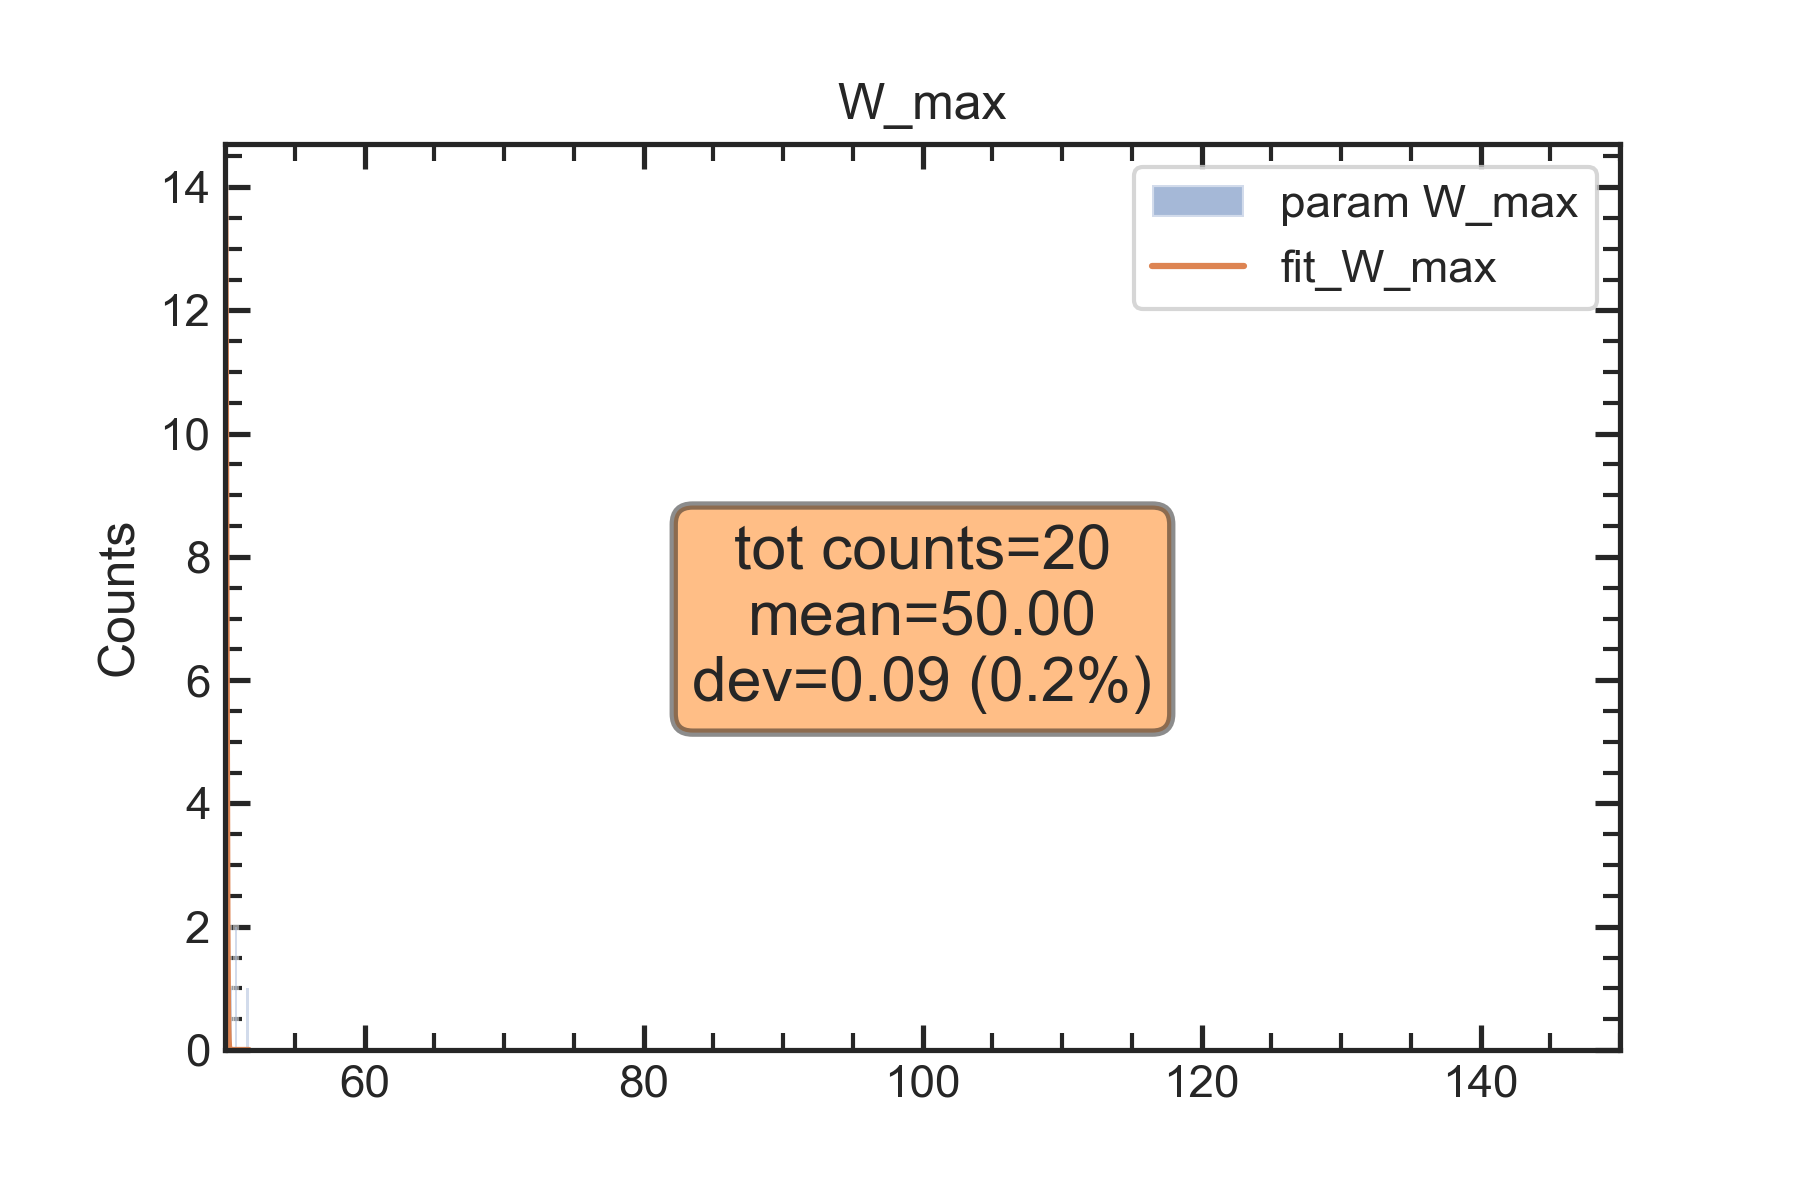 W_max
14
12
10
8
6
4
2
0
Counts
param W_max
fit_W_max
tot counts=20
mean=50.00
dev=0.09 (0.2%)
60 80 100 120 140